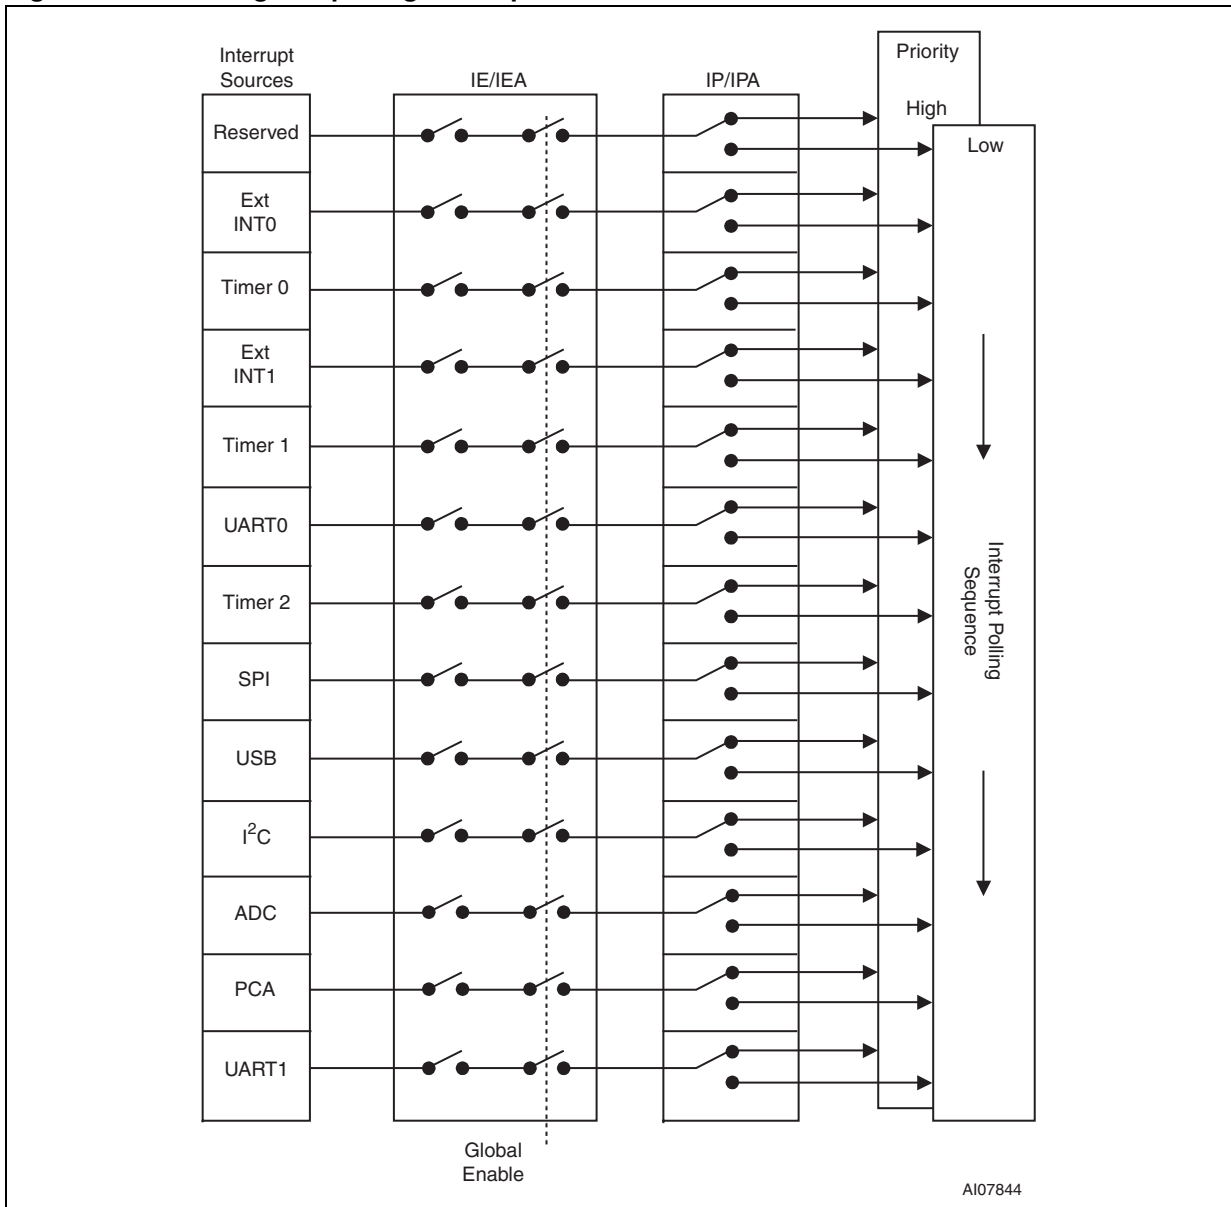 Interrupt
Sources
IE/IEA
IP/IPA
Priority
High
Low
Reserved
Ext
INT0
Timer 0
Ext
INT1
Timer 1
UART0
Timer 2
SPI
USB
I²C
ADC
PCA
UART1
Interrupt Polling
Sequence
Global
Enable
AI07844